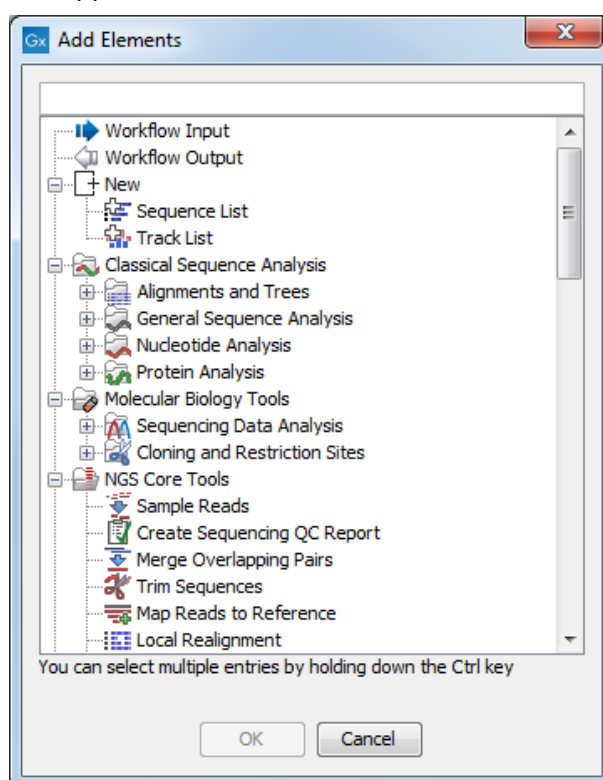 Gx Add Elements
Workflow Input
Workflow Output
New
Sequence List
Track List
Classical Sequence Analysis
Alignments and Trees
General Sequence Analysis
Nucleotide Analysis
Protein Analysis
Molecular Biology Tools
Sequencing Data Analysis
Cloning and Restriction Sites
NGS Core Tools
Sample Reads
Create Sequencing QC Report
Merge Overlapping Pairs
Trim Sequences
Map Reads to Reference
Local Realignment
You can select multiple entries by holding down the Ctrl key
OK Cancel